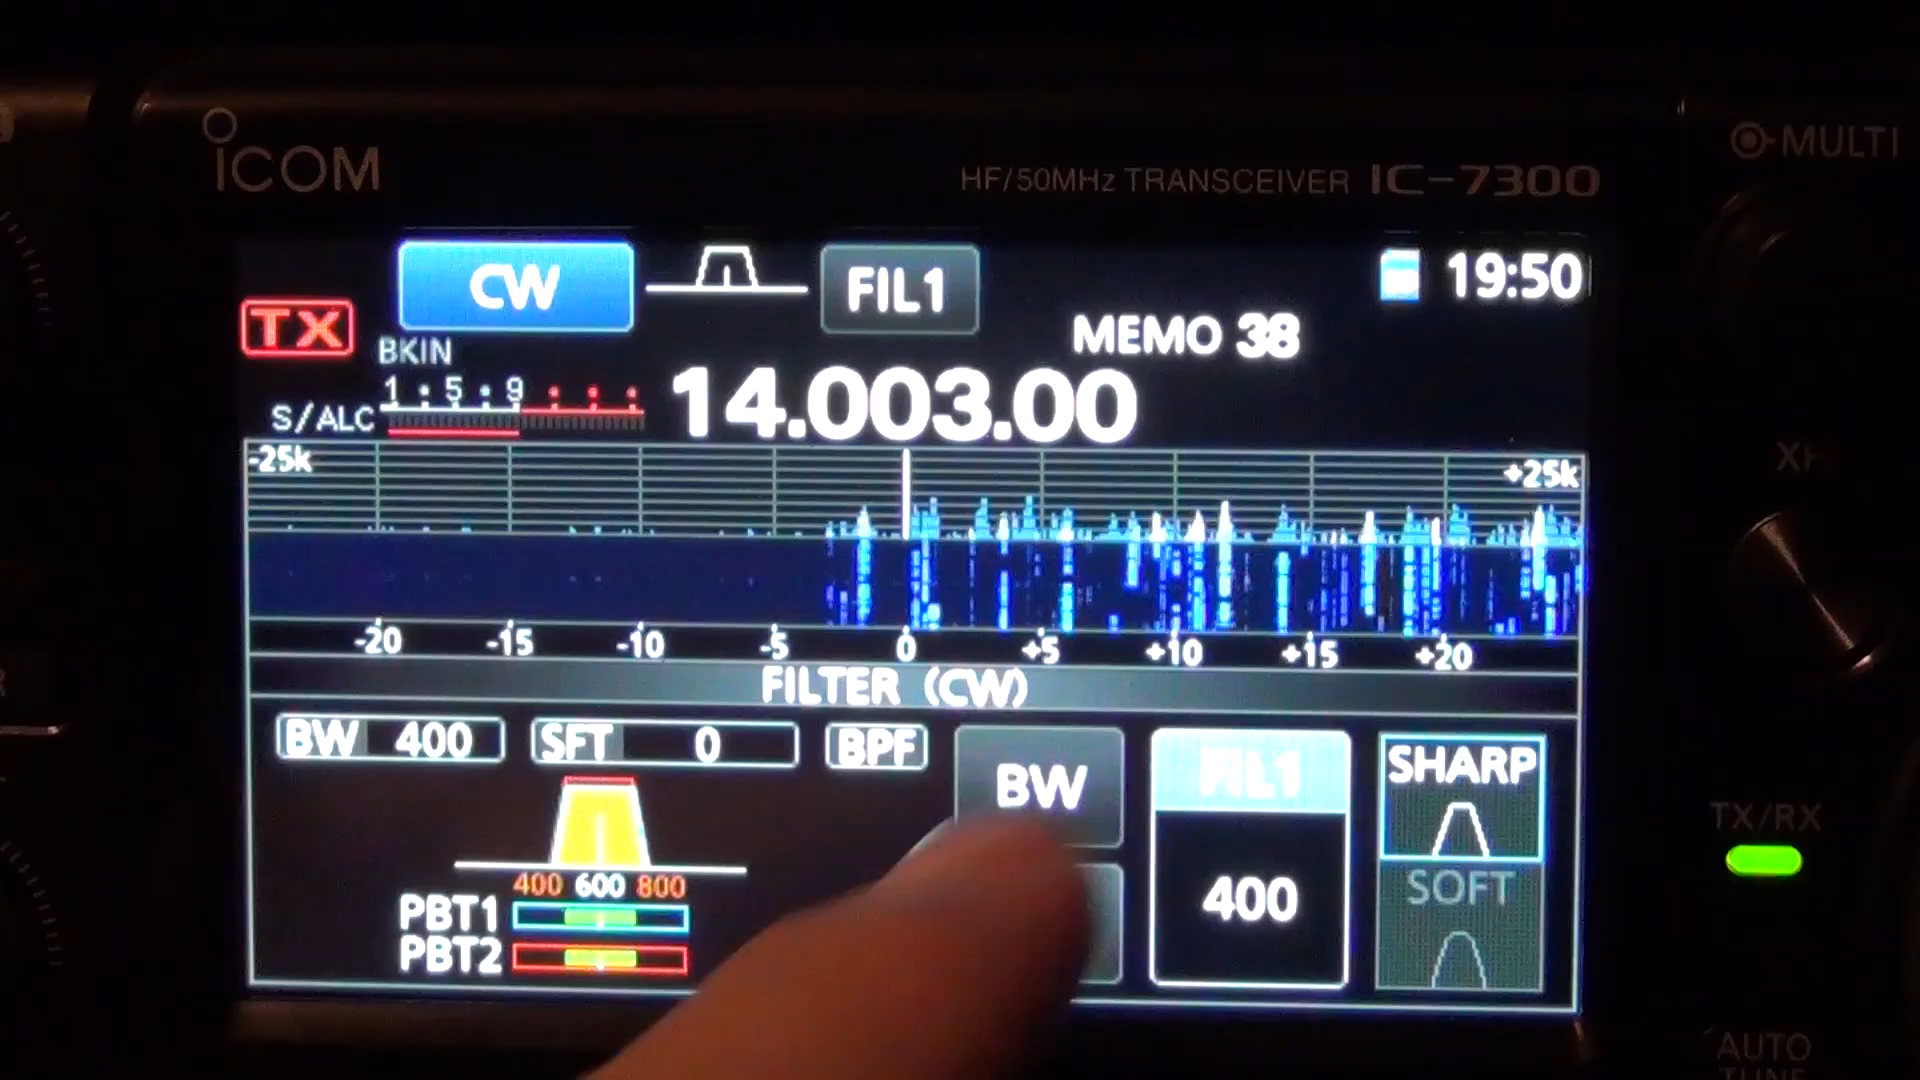 ICOM
HF/50MHz TRANSCEIVER IC-7300
MULTI
CW
FIL1
19:50
TX
BKIN
MEMO 38
1 • 5 • 9
S/ALC
14.003.00
-25k
+25k
-20 -15 -10 -5 0 +5 +10 +15 +20
FILTER (CW)
BW 400
SFT 0
BPF
BW
FIL1
SHARP
400
SOFT
400 600 800
PBT1
PBT2
TX/RX
AUTO
TUNE